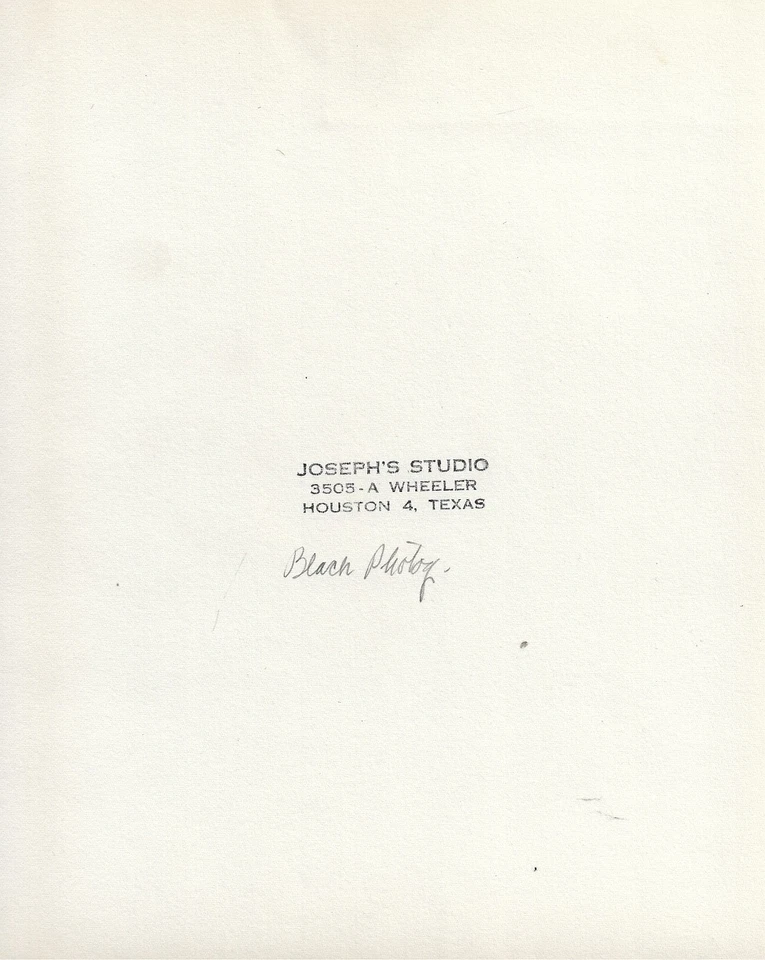 JOSEPH'S STUDIO
3505-A WHEELER
HOUSTON 4, TEXAS
Black Photog.